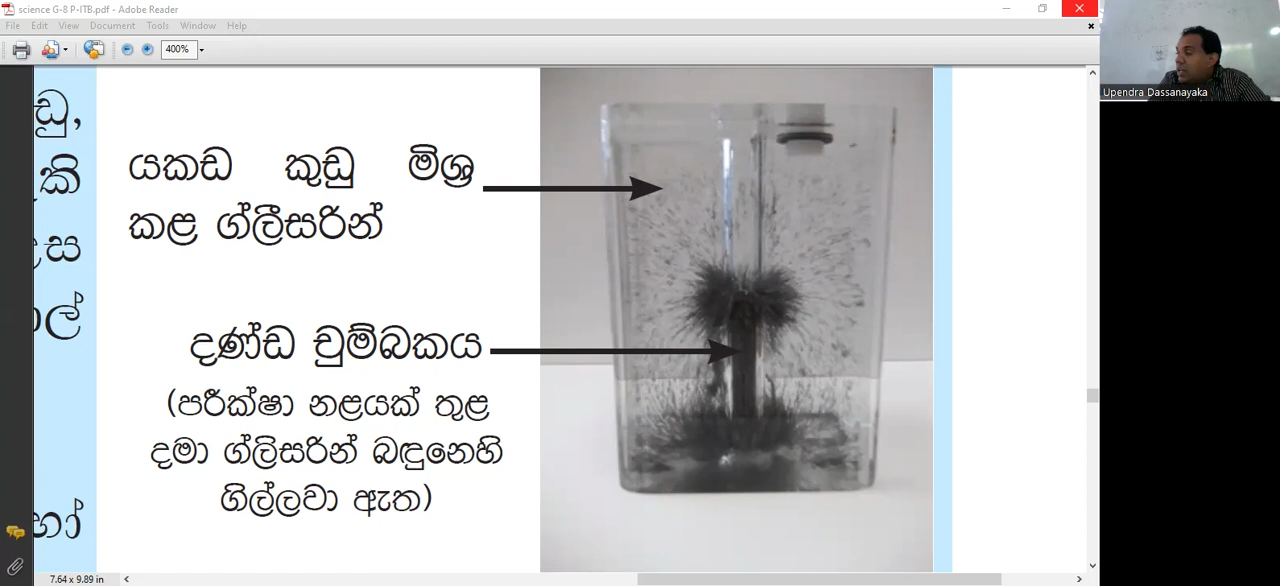 science G-8 P-ITB.pdf - Adobe Reader
File Edit View Document Tools Window Help
400%
යකඩ කුඩු මිශ්‍ර
කළ ග්ලීසරින්
දණ්ඩ චුම්බකය
(පරීක්ෂා නළයක් තුළ
දමා ග්ලිසරින් බඳුනෙහි
ගිල්ලවා ඇත)
Upendra Dassanayaka
7.64 x 9.89 in